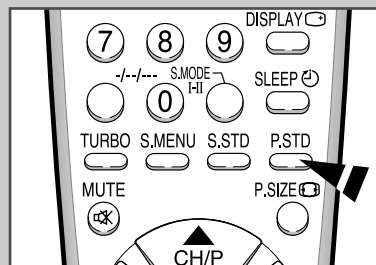 DISPLAY
7 8 9
-/--/--- S.MODE SLEEP
I-II
0
TURBO S.MENU S.STD P.STD
MUTE P.SIZE
CH/P